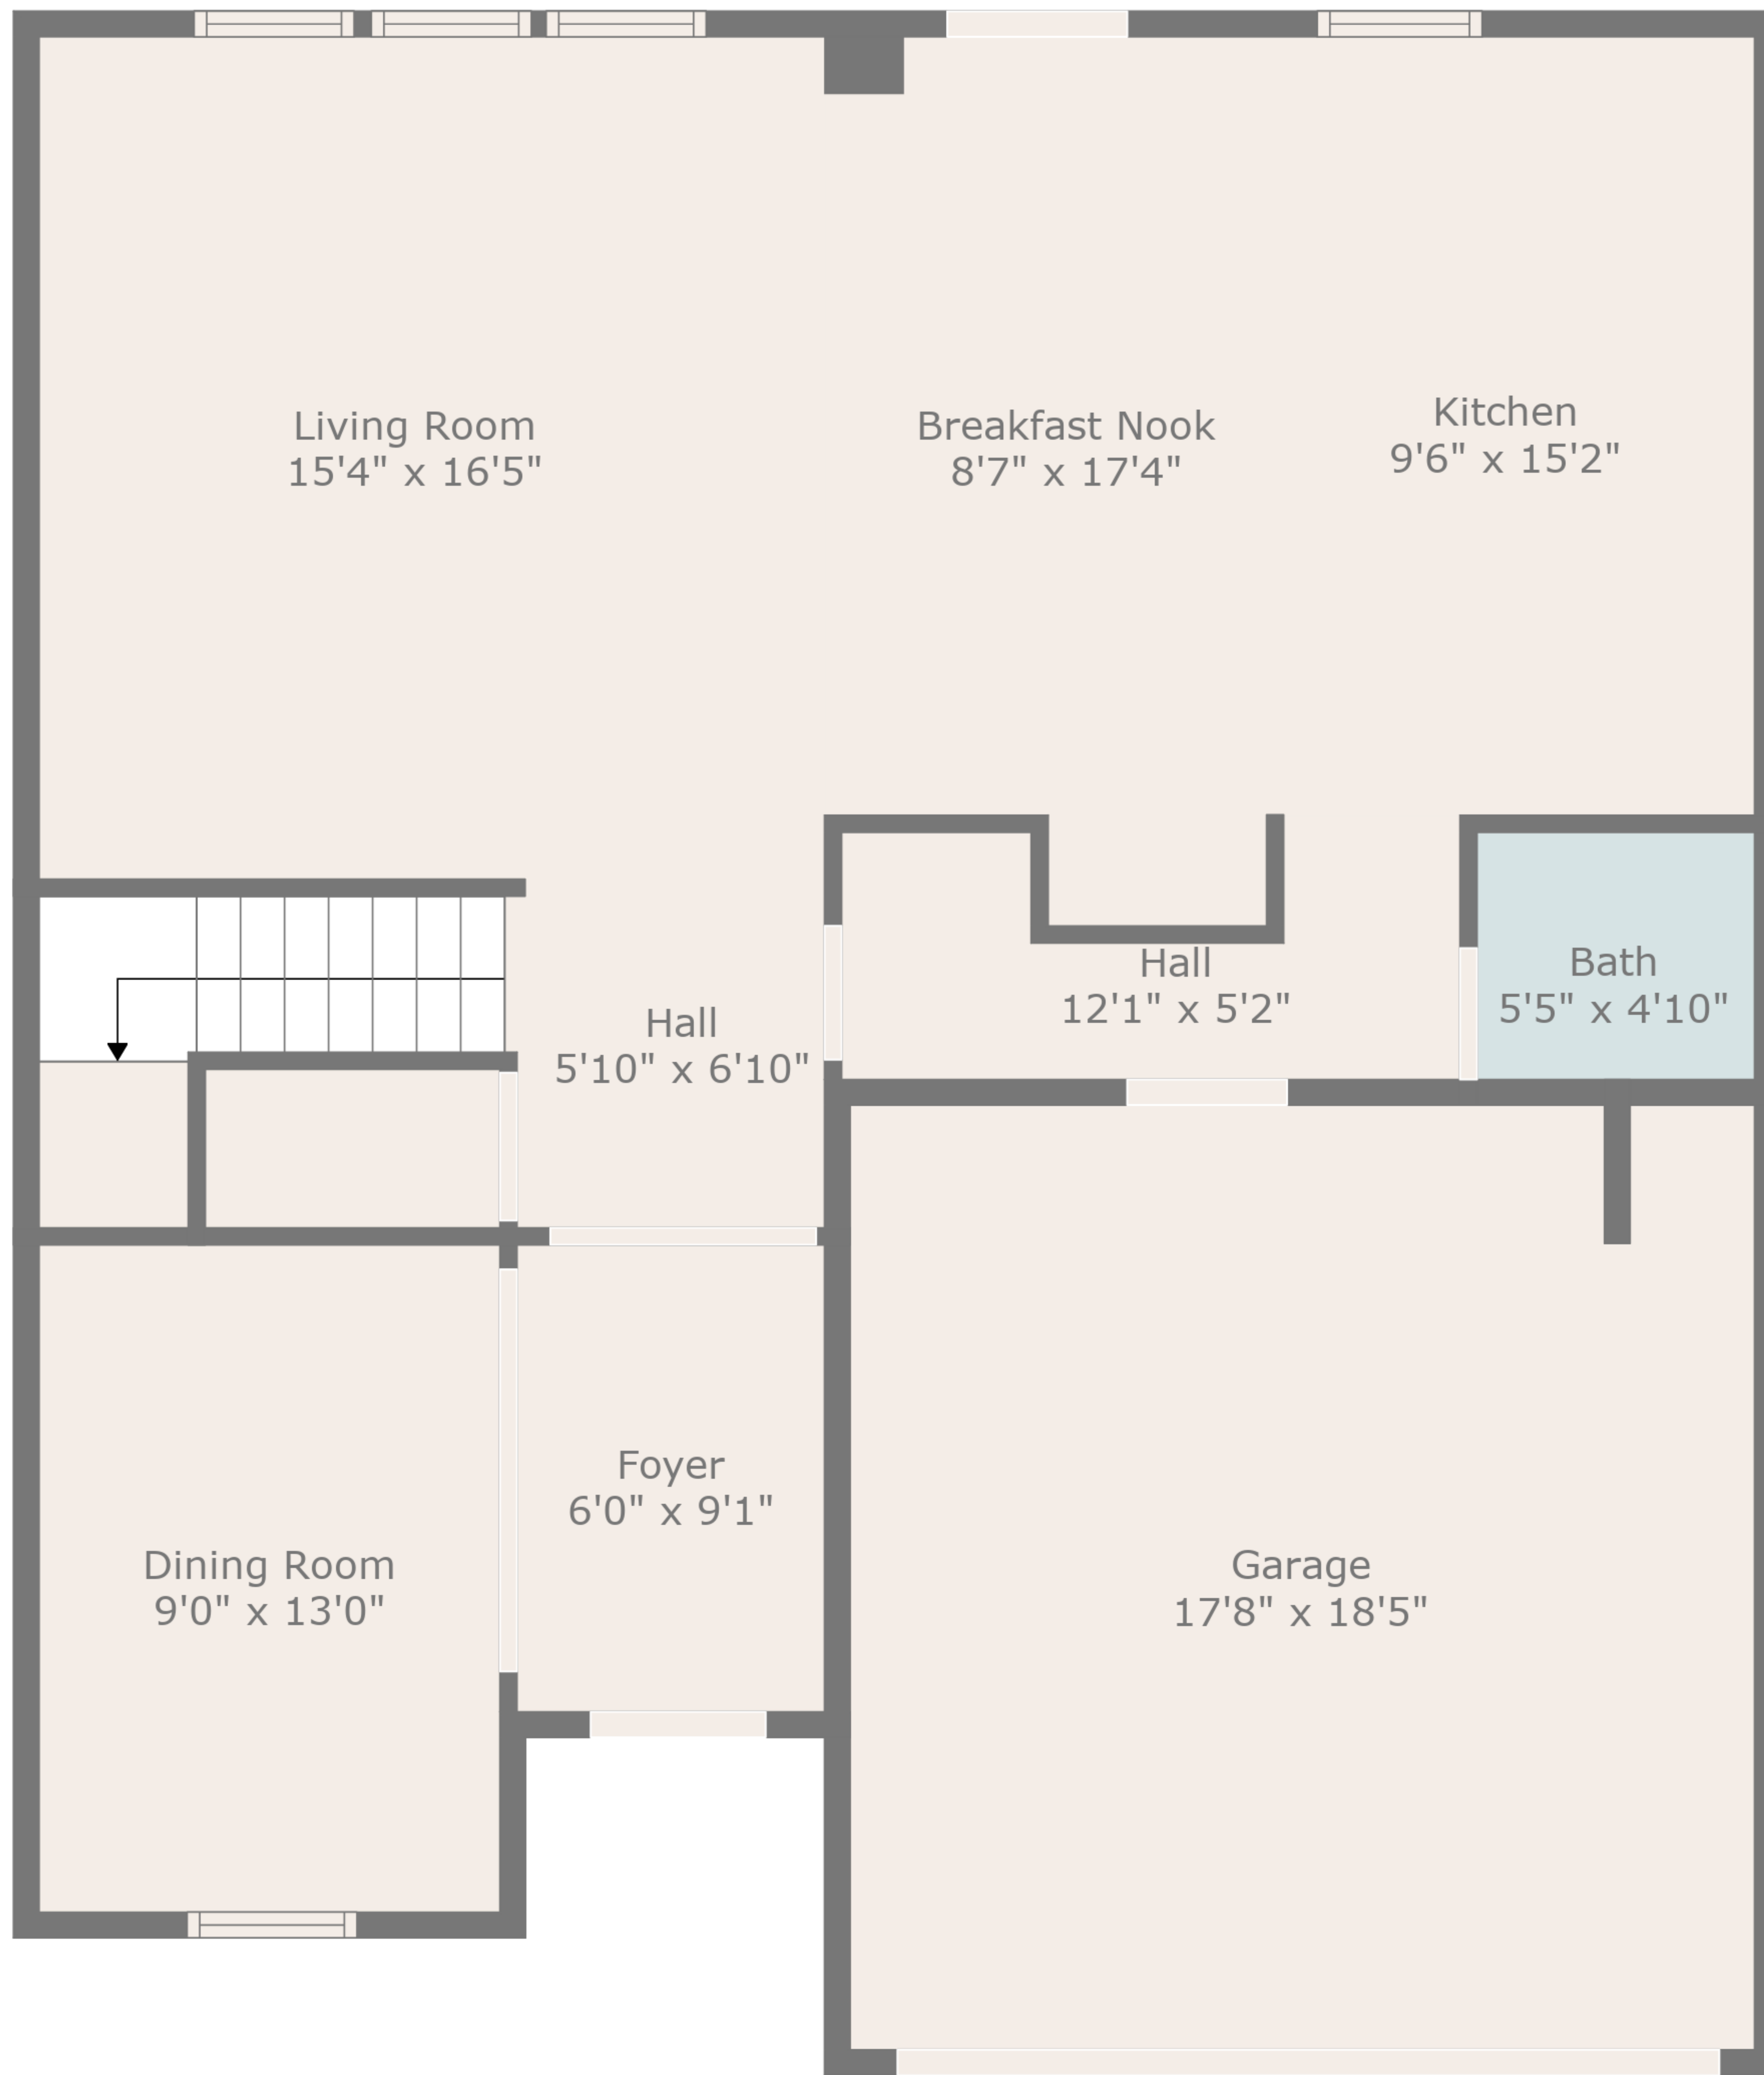 Living Room
15'4" x 16'5"
Breakfast Nook
8'7" x 17'4"
Kitchen
9'6" x 15'2"
Hall
5'10" x 6'10"
Hall
12'1" x 5'2"
Bath
5'5" x 4'10"
Foyer
6'0" x 9'1"
Dining Room
9'0" x 13'0"
Garage
17'8" x 18'5"